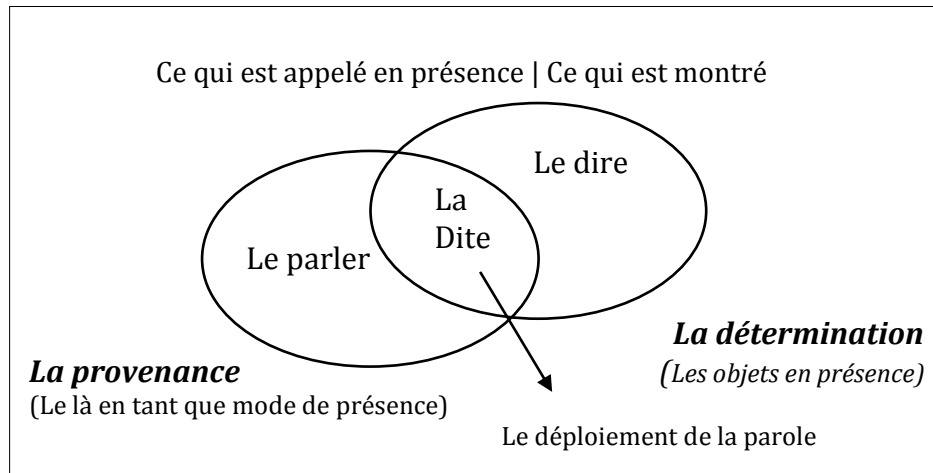 Ce qui est appelé en présence | Ce qui est montré
Le dire
La
Dite
Le parler
La détermination
(Les objets en présence)
La provenance
(Le là en tant que mode de présence)
Le déploiement de la parole